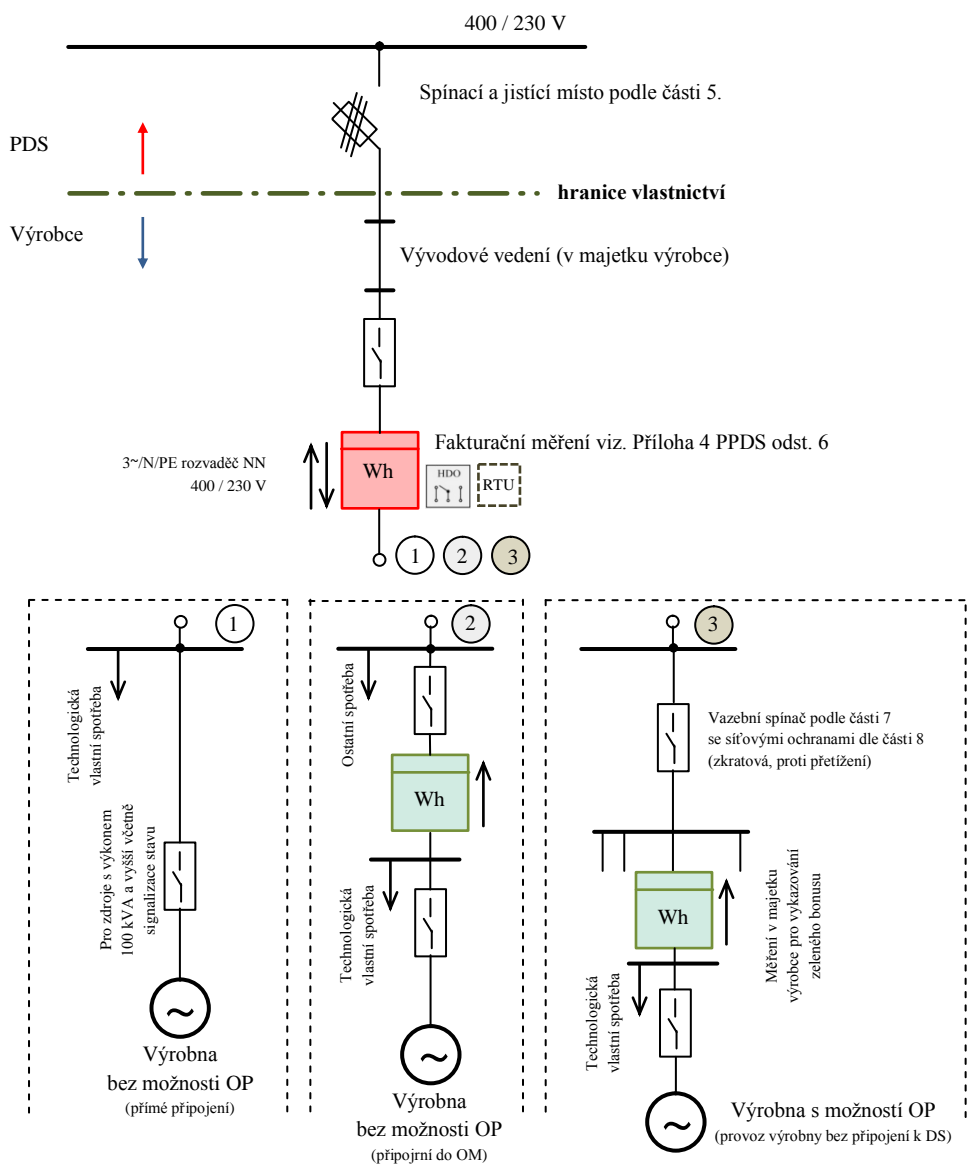 400 / 230 V
Spínací a jistící místo podle části 5.
PDS
hranice vlastnictví
Výrobce
Vývodové vedení (v majetku výrobce)
Fakturační měření viz. Příloha 4 PPDS odst. 6
3~/N/PE rozvaděč NN
400 / 230 V
Wh
HDO
RTU
1
2
3
1
Technologická
vlastní spotřeba
Pro zdroje s výkonem
100 kVA a vyšší včetně
signalizace stavu
~
Výrobna
bez možnosti OP
(přímé připojení)
2
Ostatní spotřeba
Wh
Technologická
vlastní spotřeba
~
Výrobna
bez možnosti OP
(připojrní do OM)
3
Vazební spínač podle části 7
se síťovými ochranami dle části 8
(zkratová, proti přetížení)
Wh
Měření v majetku
výrobce pro vykazování
zeleného bonusu
Technologická
vlastní spotřeba
~
Výrobna s možností OP
(provoz výrobny bez připojení k DS)